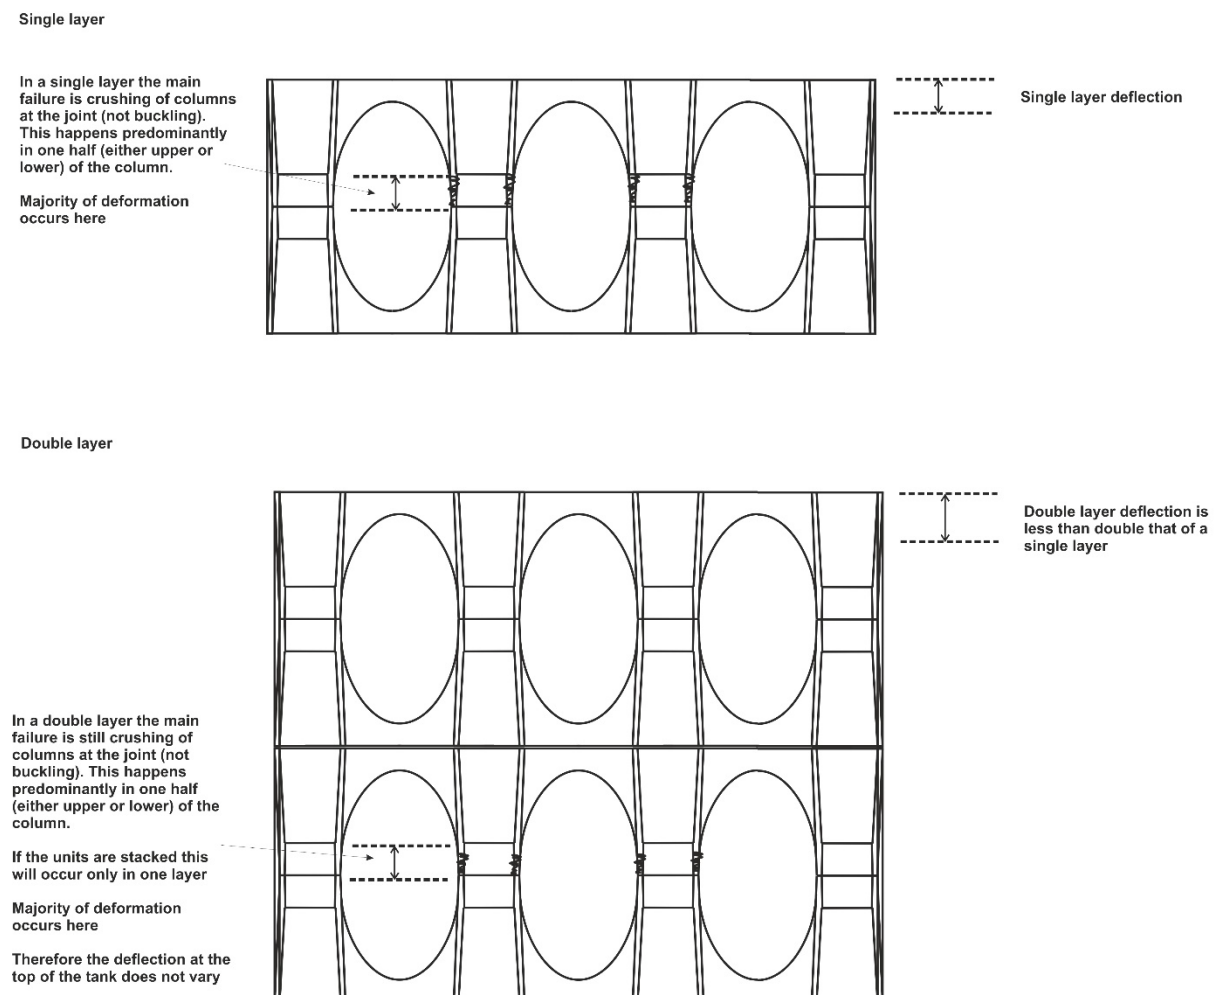 Single layer
In a single layer the main
failure is crushing of columns
at the joint (not buckling).
This happens predominantly
in one half (either upper or
lower) of the column.
Majority of deformation
occurs here
Single layer deflection
Double layer
Double layer deflection is
less than double that of a
single layer
In a double layer the main
failure is still crushing of
columns at the joint (not
buckling). This happens
predominantly in one half
(either upper or lower) of the
column.
If the units are stacked this
will occur only in one layer
Majority of deformation
occurs here
Therefore the deflection at the
top of the tank does not vary